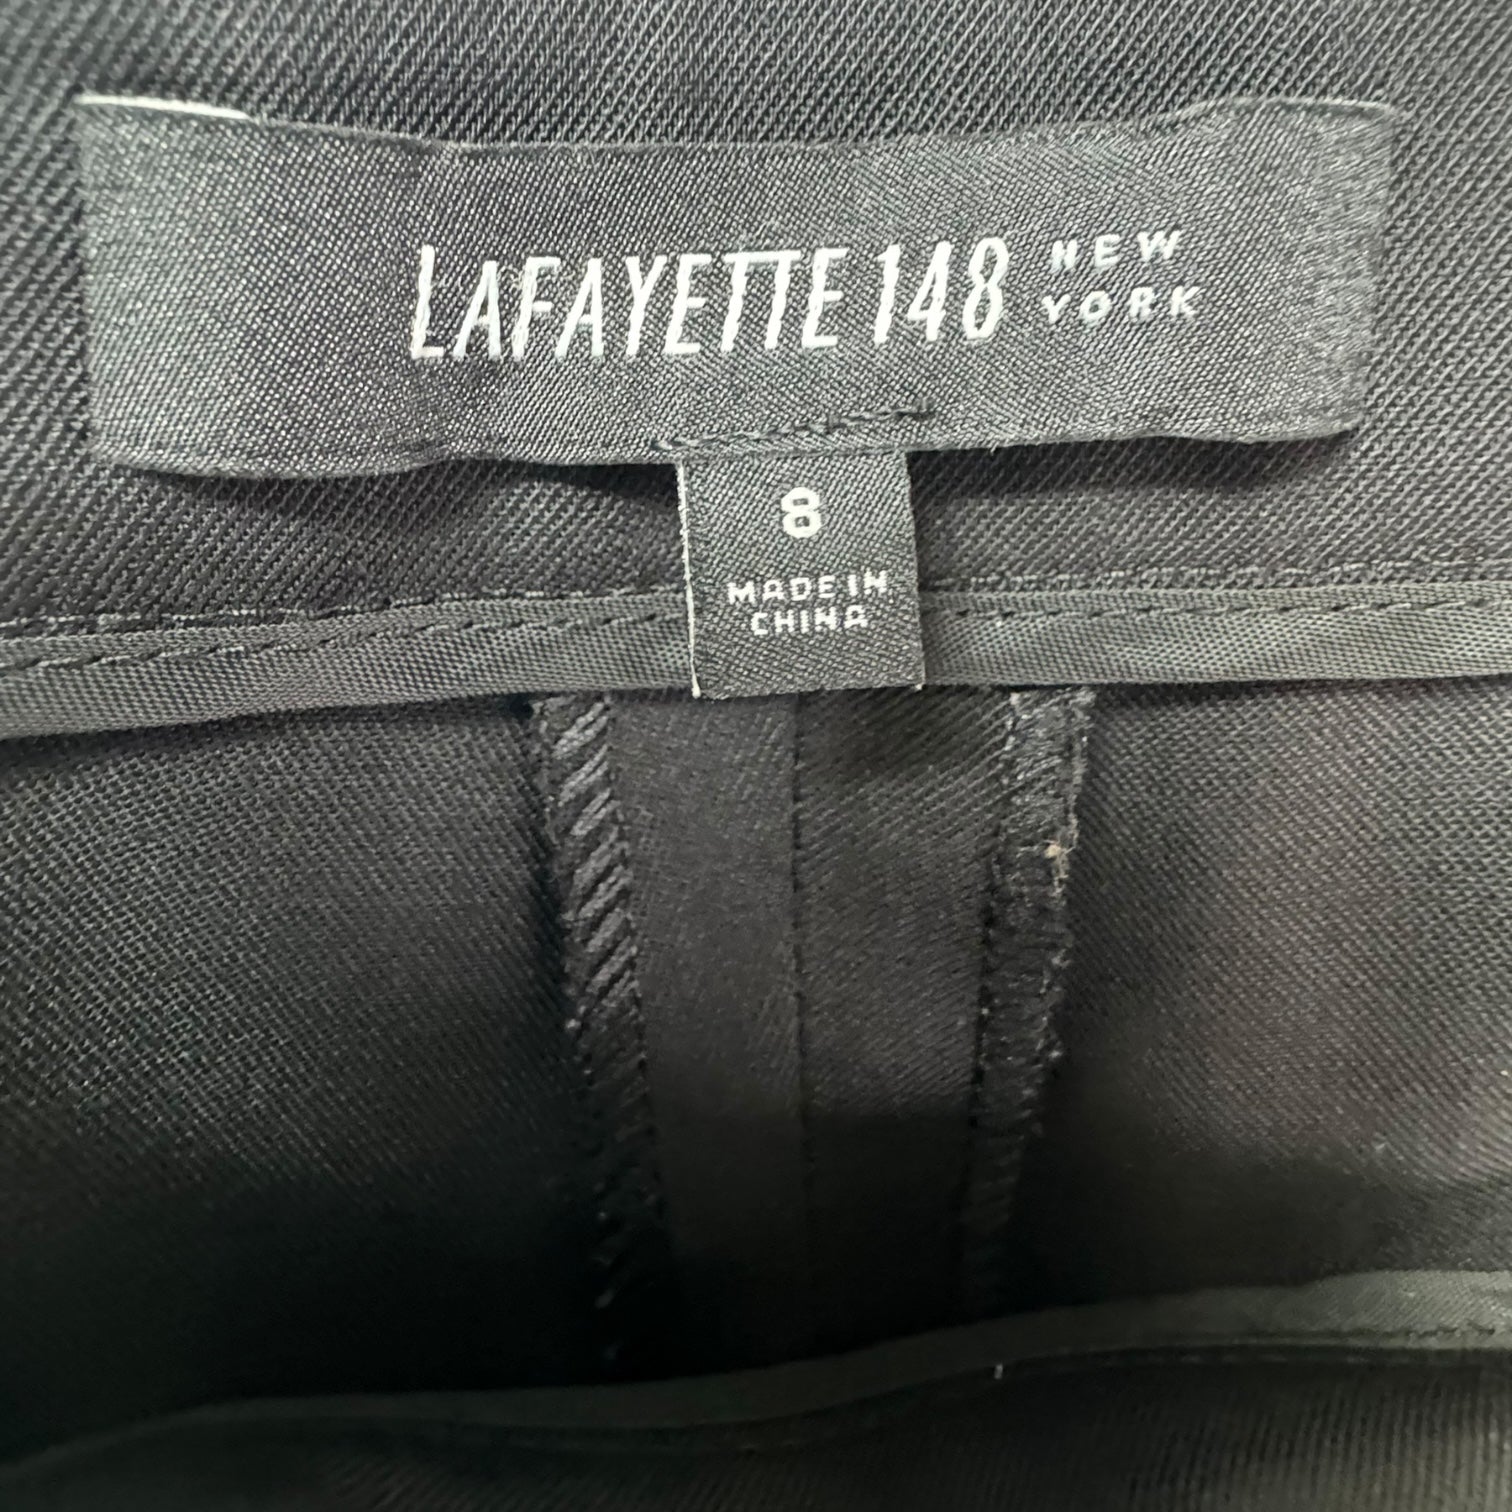 LAFAYETTE 148 NEW YORK
8
MADE IN
CHINA